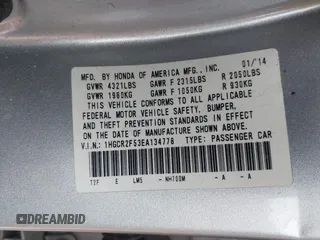 MFD. BY HONDA OF AMERICA MFG., INC. 01/14
GVWR 4321LBS GAWR F 2315LBS R 2050LBS
GVWR 1960KG GAWR F 1050KG R 930KG
THIS VEHICLE CONFORMS TO ALL APPLICABLE
FEDERAL MOTOR VEHICLE SAFETY, BUMPER,
AND THEFT PREVENTION STANDARDS IN EFFECT
ON THE DATE OF MANUFACTURE SHOWN ABOVE.
V.I.N.: 1HGCR2F53EA134776 TYPE: PASSENGER CAR
T2F E LWS - NH700M - A - A
DREAMBID